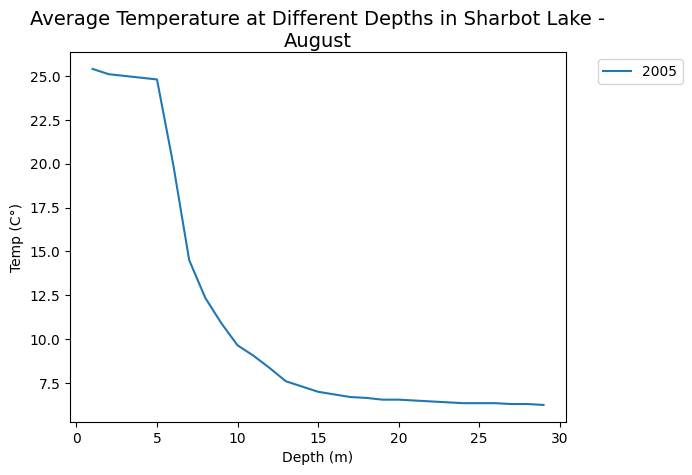 Average Temperature at Different Depths in Sharbot Lake -
August
2005
25.0
22.5
20.0
17.5
15.0
12.5
10.0
7.5
Temp (C°)
0 5 10 15 20 25 30
Depth (m)